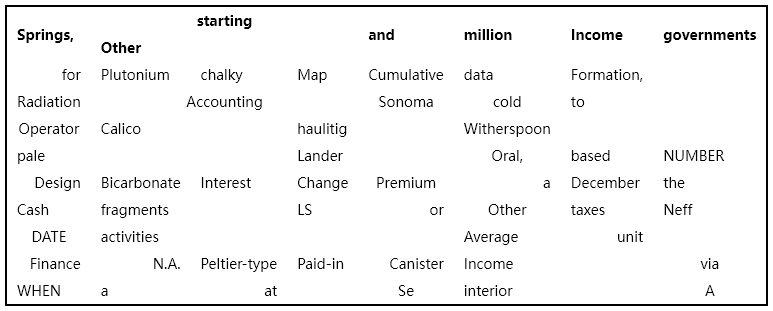 Springs, Other starting and million Income governments
for Plutonium chalky Map Cumulative data Formation,
Radiation Accounting Sonoma cold to
Operator Calico haulitig Witherspoon
pale Lander Oral, based NUMBER
Design Bicarbonate Interest Change Premium a December the
Cash fragments LS or Other taxes Neff
DATE activities Average unit
Finance N.A. Peltier-type Paid-in Canister Income via
WHEN a at Se interior A